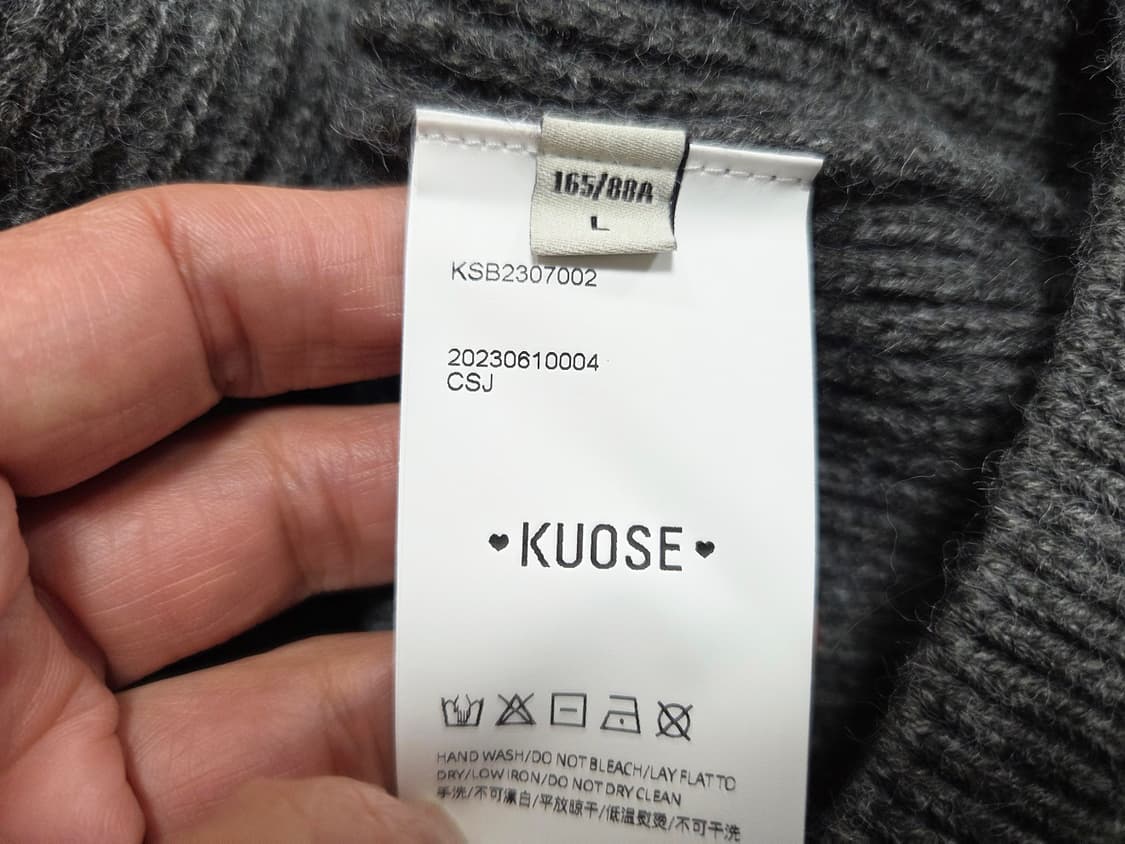 165/88A
L
KSB2307002
20230610004
CSJ
♥KUOSE♥
HAND WASH/DO NOT BLEACH/LAY FLAT TO
DRY/LOW IRON/DO NOT DRY CLEAN
手洗/不可漂白/平放晾干/低温熨烫/不可干洗